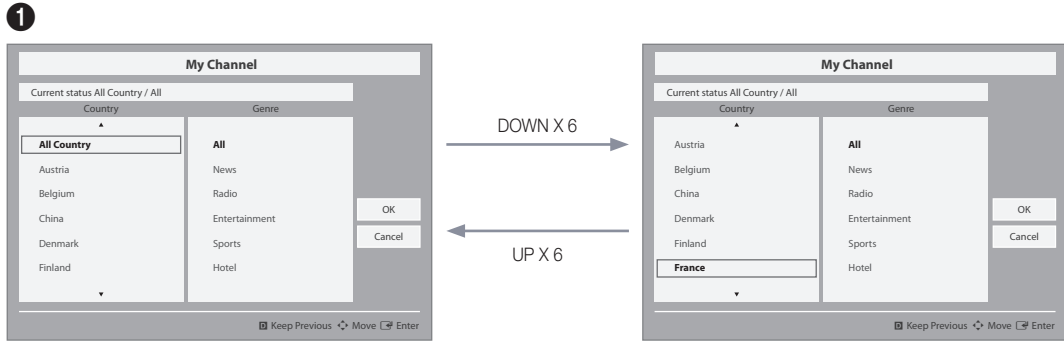 1
My Channel
Current status All Country / All
Country Genre
All Country All
Austria News
Belgium Radio
China Entertainment
Denmark Sports
Finland Hotel
OK
Cancel
D Keep Previous Move Enter
DOWN X 6
UP X 6
My Channel
Current status All Country / All
Country Genre
Austria All
Belgium News
China Radio
Denmark Entertainment
Finland Sports
France Hotel
OK
Cancel
D Keep Previous Move Enter